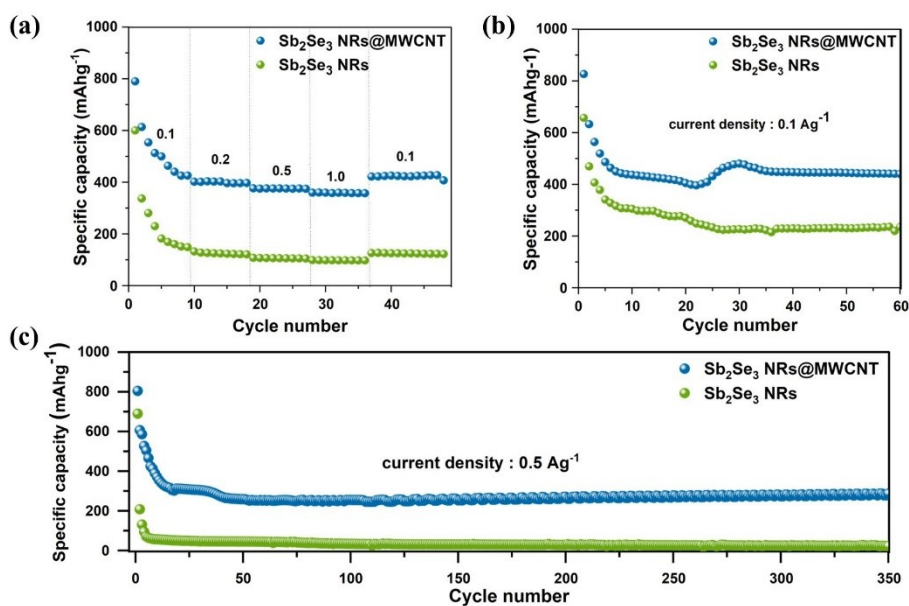 (a)
Sb₂Se₃ NRs@MWCNT
Sb₂Se₃ NRs
0.1
0.2
0.5
1.0
0.1
Specific capacity (mAhg⁻¹)
1000
800
600
400
200
0
0
10
20
30
40
Cycle number
(b)
Sb₂Se₃ NRs@MWCNT
Sb₂Se₃ NRs
current density : 0.1 Ag⁻¹
Specific capacity (mAhg-1)
1000
800
600
400
200
0
0
10
20
30
40
50
60
Cycle number
(c)
Sb₂Se₃ NRs@MWCNT
Sb₂Se₃ NRs
current density : 0.5 Ag⁻¹
Specific capacity (mAhg⁻¹)
1000
800
600
400
200
0
0
50
100
150
200
250
300
350
Cycle number